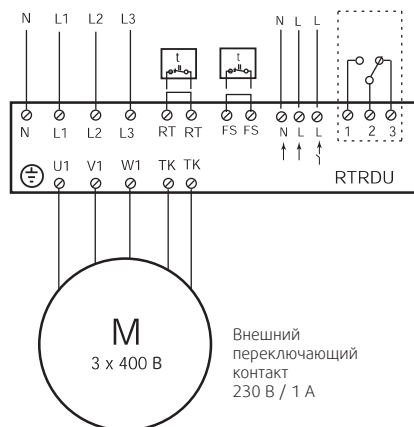 N L1 L2 L3 N L L
t t
N L1 L2 L3 RT RT FS FS N L L 1 2 3
U1 V1 W1 TK TK
RTRDU
M
3 x 400 В
Внешний
переключающий
контакт
230 В / 1 А